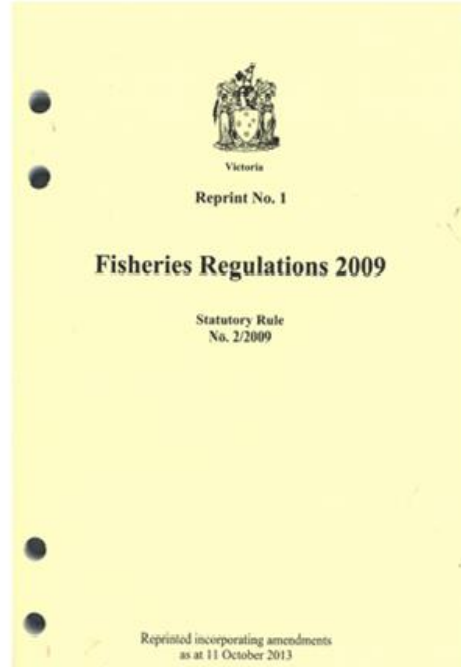 Victoria
Reprint No. 1
Fisheries Regulations 2009
Statutory Rule
No. 2/2009
Reprinted incorporating amendments
as at 11 October 2013